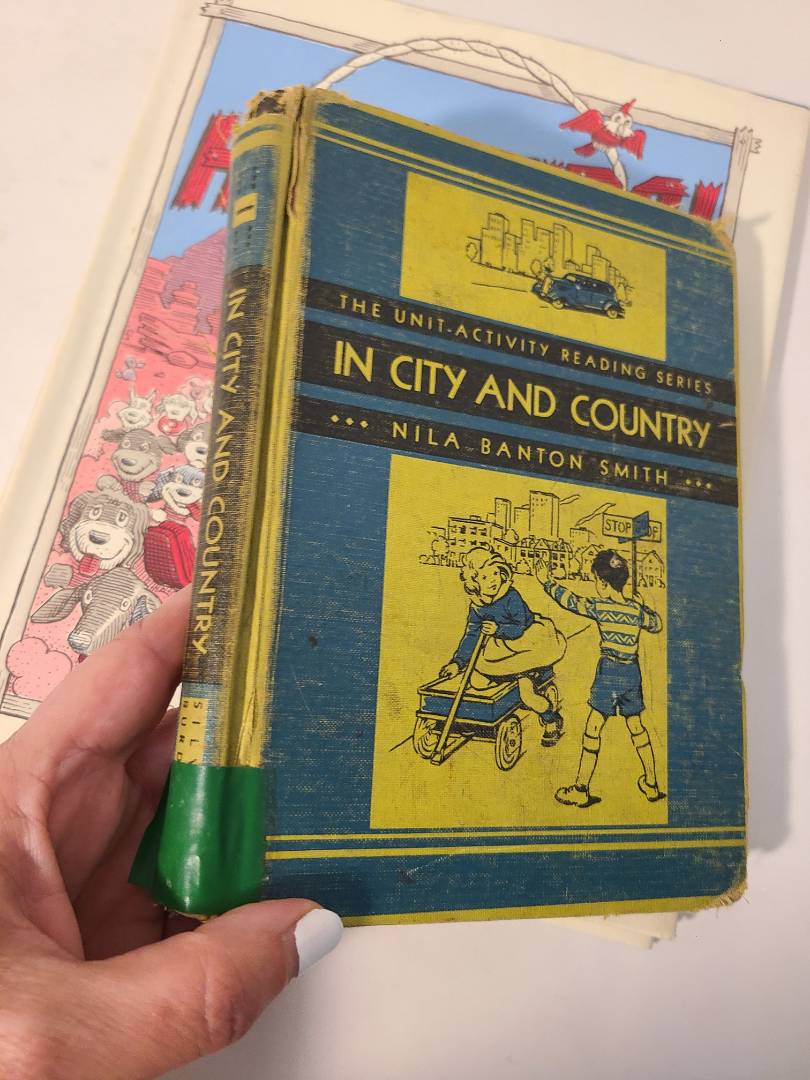 THE UNIT-ACTIVITY READING SERIES
IN CITY AND COUNTRY
••• NILA BANTON SMITH •••
STOP
IN CITY AND COUNTRY